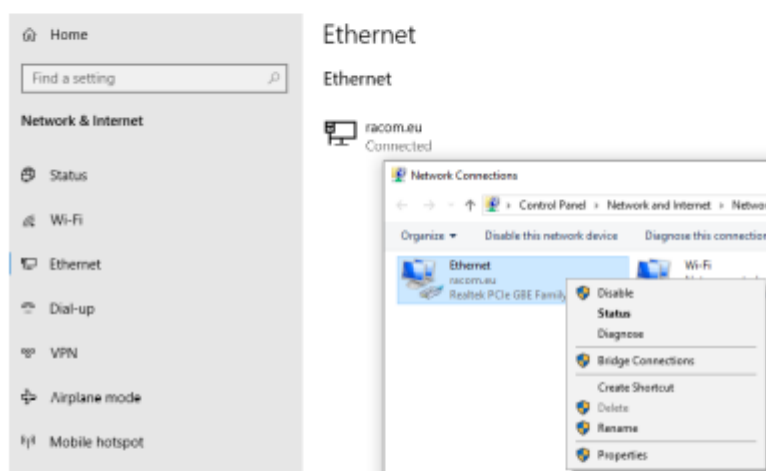 Home
Find a setting
Network & Internet
Status
Wi-Fi
Ethernet
Dial-up
VPN
Airplane mode
Mobile hotspot
Ethernet
Ethernet
racom.eu
Connected
Network Connections
Control Panel › Network and Internet › Netwo
Organize Disable this network device Diagnose this connection
Ethernet
racom.eu
Realtek PCIe GBE Family
Wi-Fi
Disable
Status
Diagnose
Bridge Connections
Create Shortcut
Delete
Rename
Properties